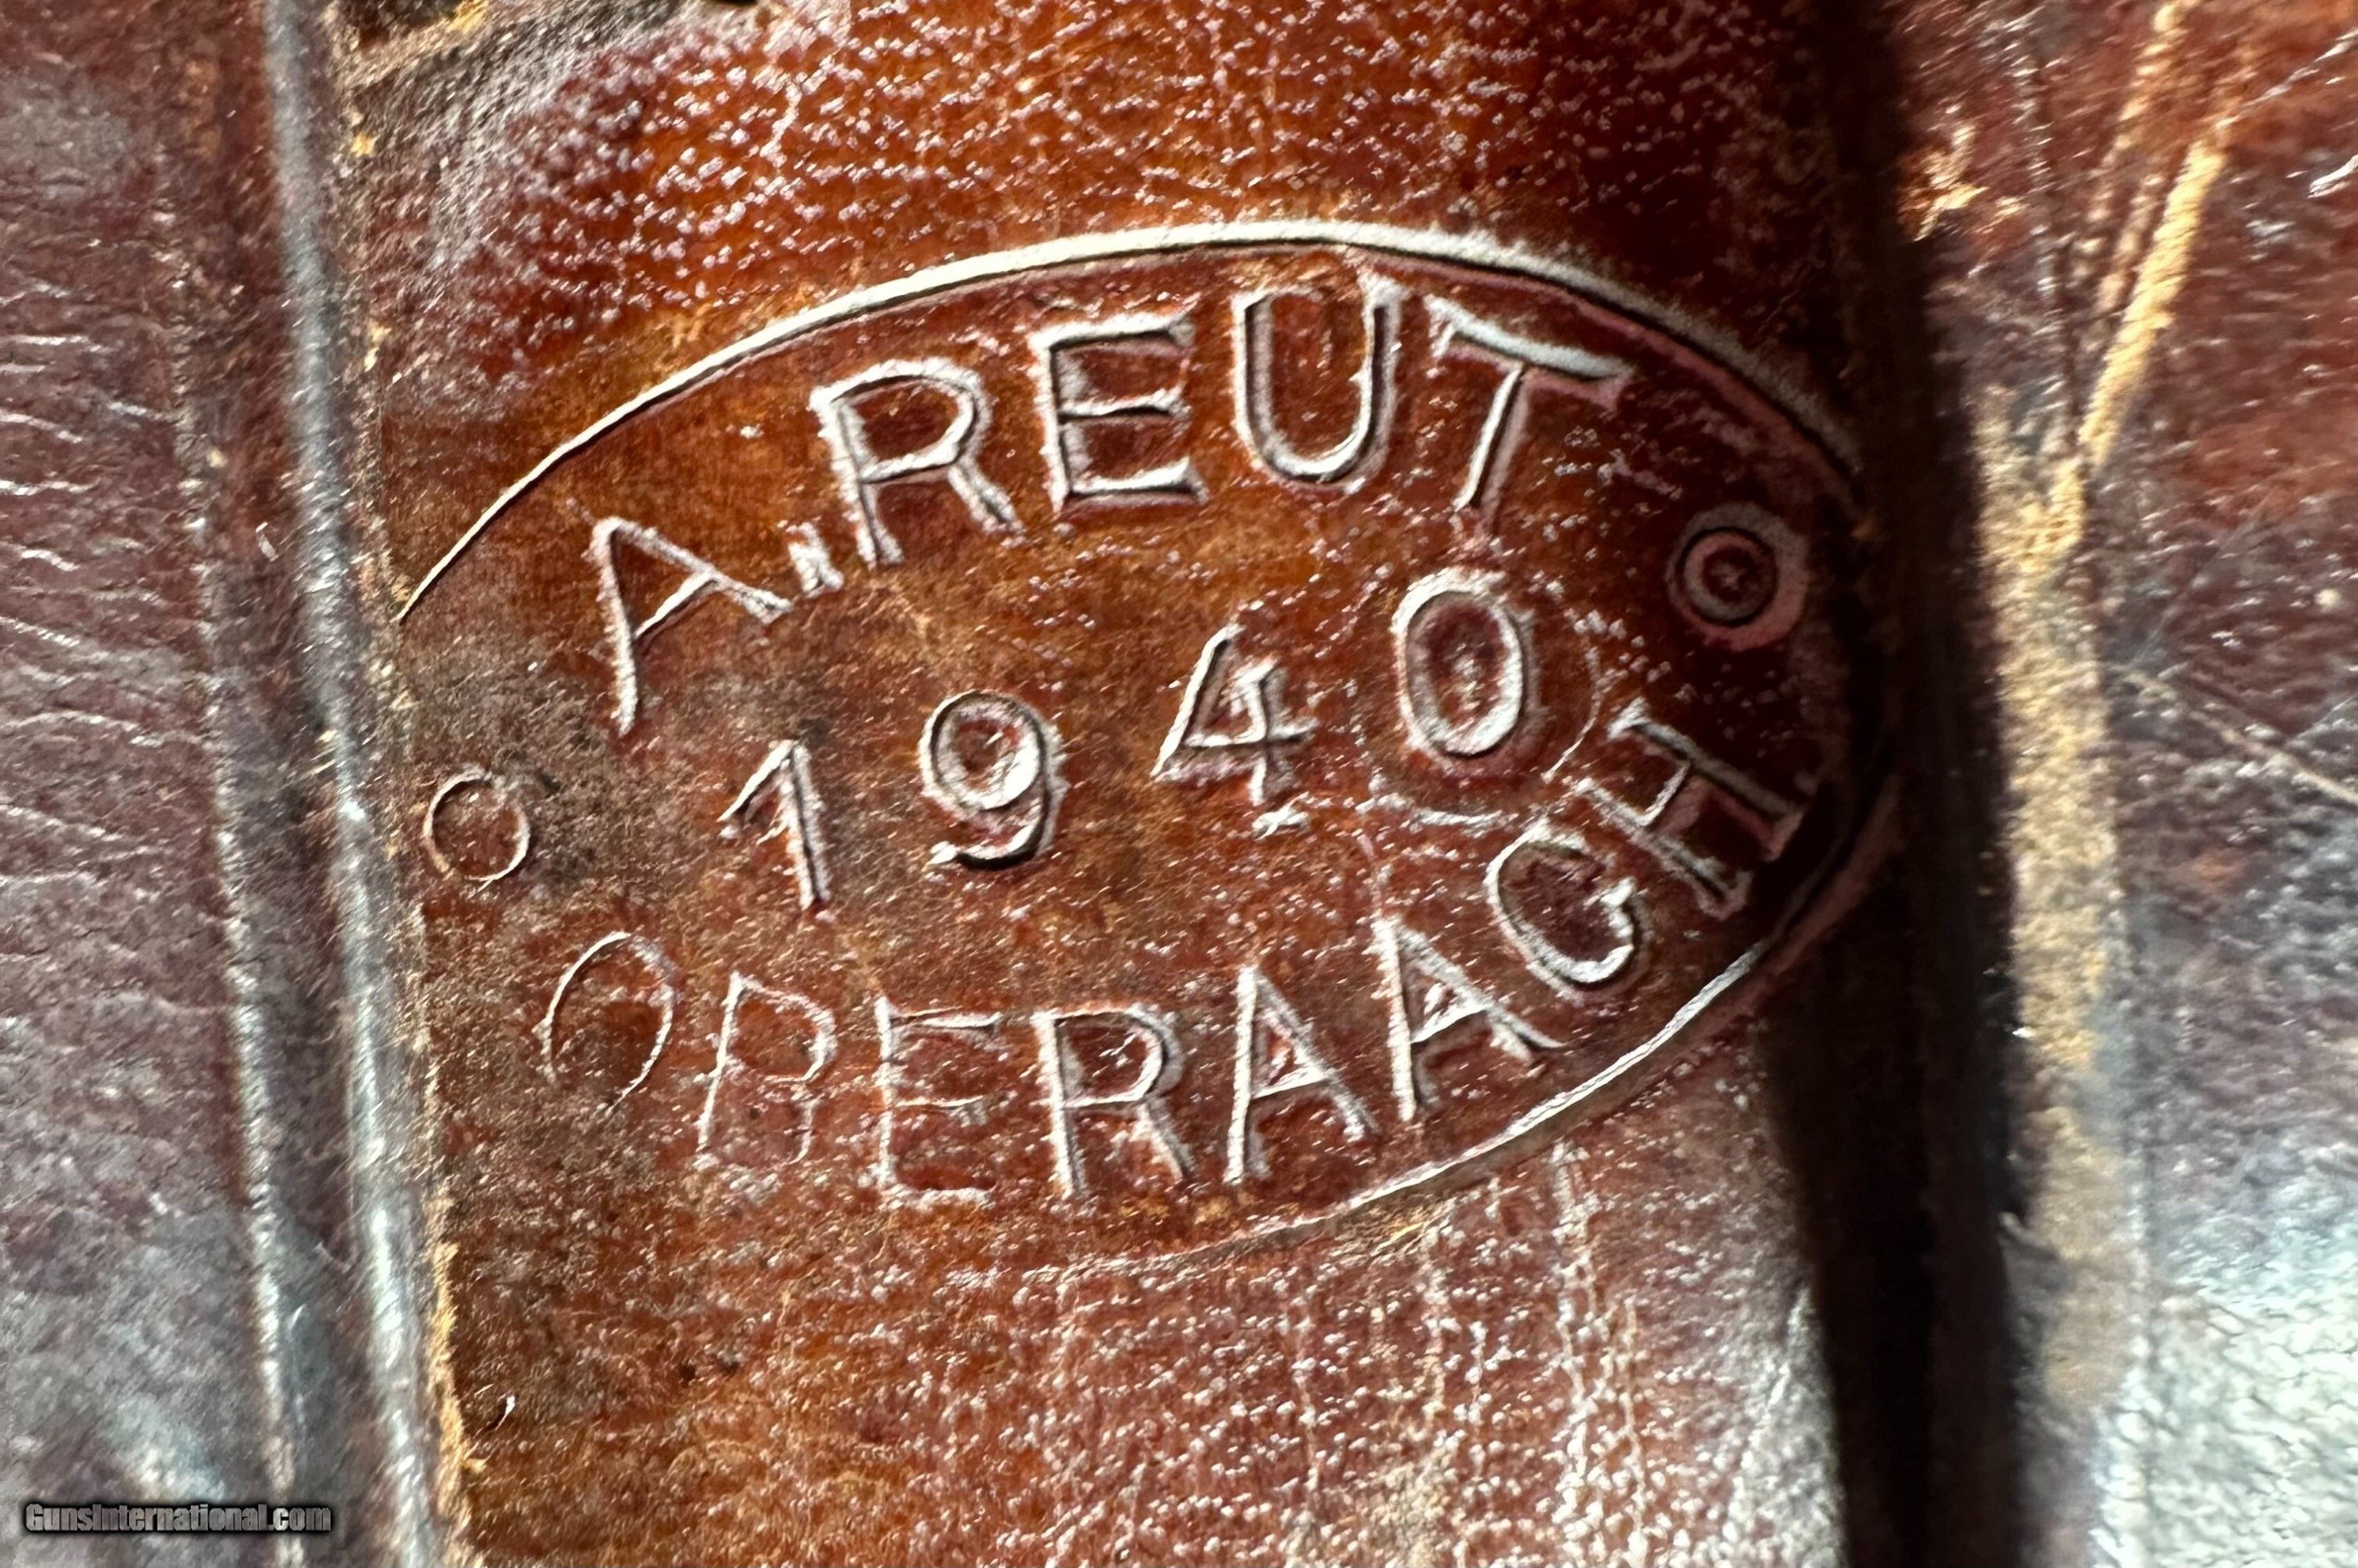 A.REUT
1940
OBERAACH
GunsInternational.com